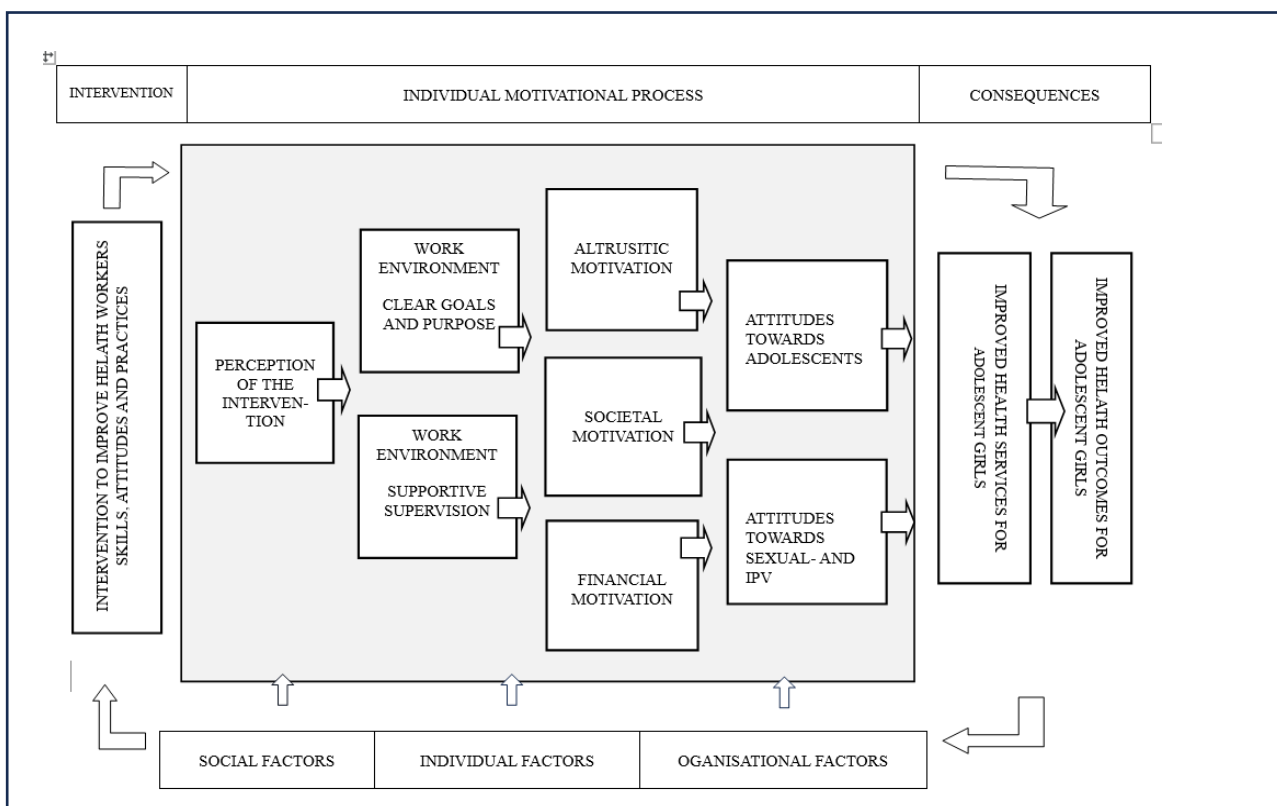 INTERVENTION
INDIVIDUAL MOTIVATIONAL PROCESS
CONSEQUENCES
INTERVENTION TO IMPROVE HELATH WORKERS
SKILLS, ATTITUDES AND PRACTICES
PERCEPTION
OF THE
INTERVEN-
TION
WORK
ENVIRONMENT
CLEAR GOALS
AND PURPOSE
WORK
ENVIRONMENT
SUPPORTIVE
SUPERVISION
ALTRUSITIC
MOTIVATION
SOCIETAL
MOTIVATION
FINANCIAL
MOTIVATION
ATTITUDES
TOWARDS
ADOLESCENTS
ATTITUDES
TOWARDS
SEXUAL- AND
IPV
IMPROVED HEALTH SERVICES FOR
ADOLESCENT GIRLS
IMPROVED HELATH OUTCOMES FOR
ADOLESCENT GIRLS
SOCIAL FACTORS
INDIVIDUAL FACTORS
OGANISATIONAL FACTORS